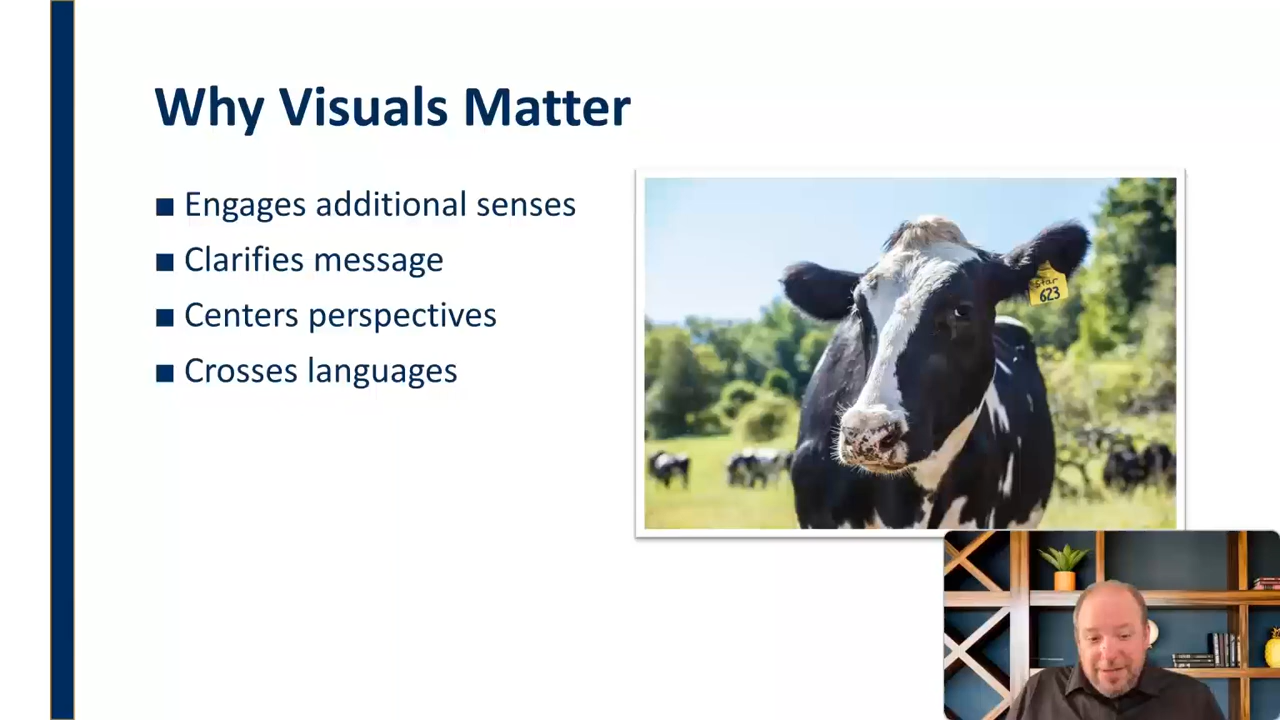 Why Visuals Matter
Engages additional senses
Clarifies message
Centers perspectives
Crosses languages
Star
623